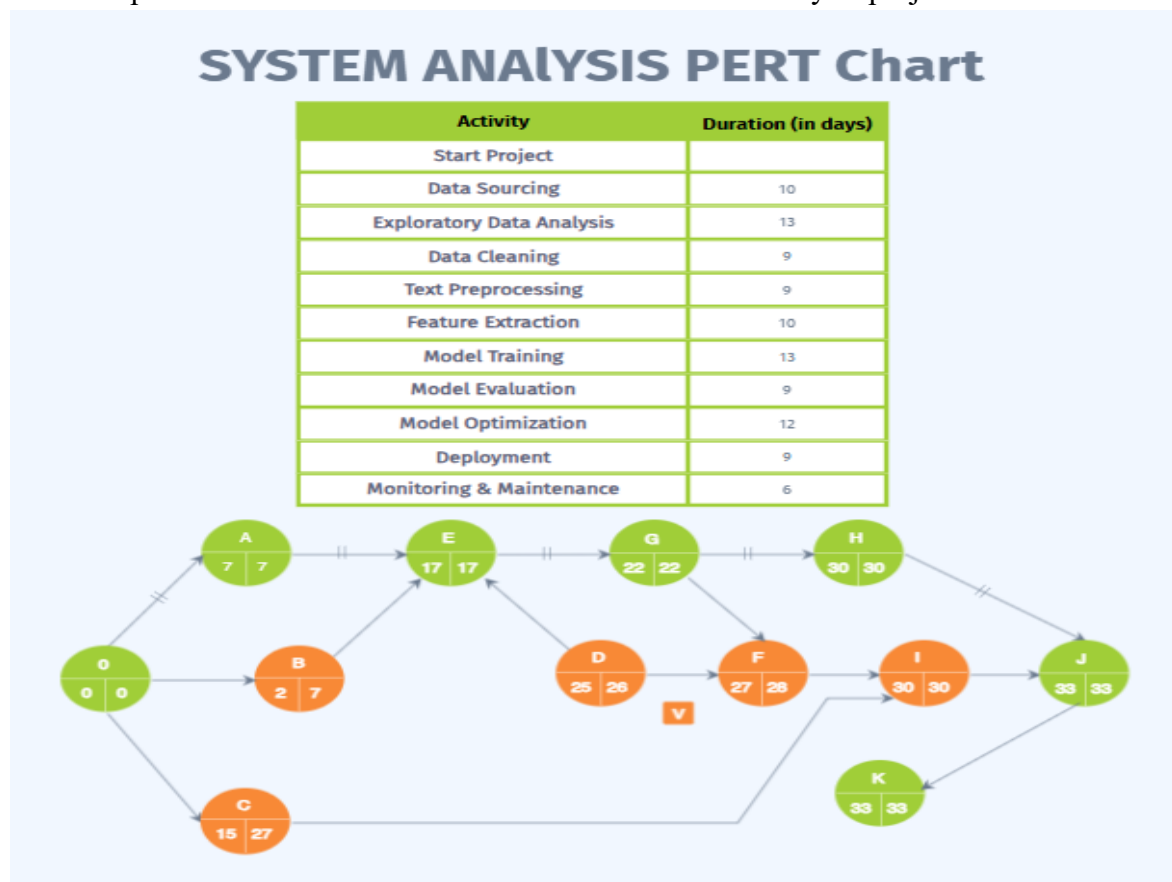 SYSTEM ANAlYSIS PERT Chart
Activity Duration (in days)
Start Project
Data Sourcing 10
Exploratory Data Analysis 13
Data Cleaning 9
Text Preprocessing 9
Feature Extraction 10
Model Training 13
Model Evaluation 9
Model Optimization 12
Deployment 9
Monitoring & Maintenance 6
A
7 7
E
17 17
G
22 22
H
30 30
0
0 0
B
2 7
D
25 26
F
27 28
I
30 30
J
33 33
V
K
33 33
C
15 27